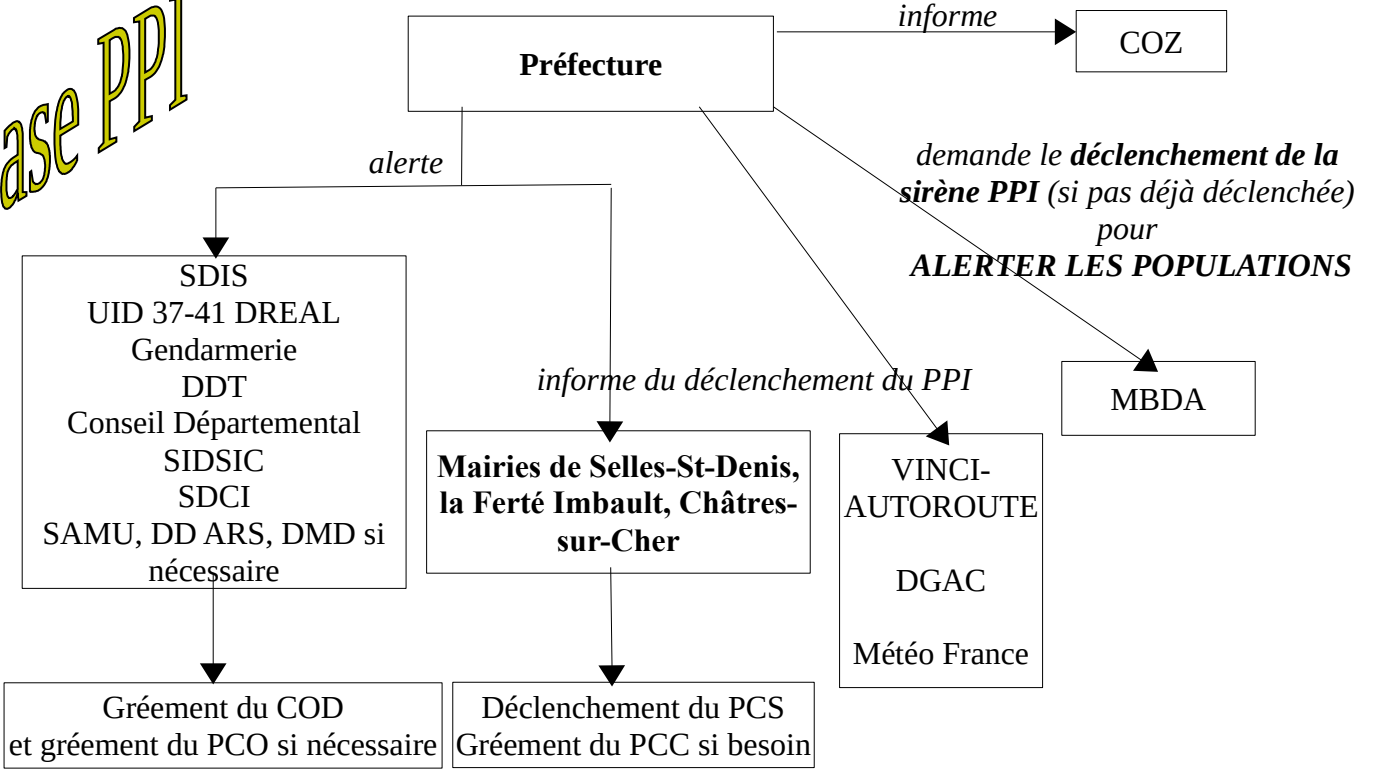 ase PPI
informe
COZ
Préfecture
alerte
demande le déclenchement de la
sirène PPI (si pas déjà déclenchée)
pour
ALERTER LES POPULATIONS
SDIS
UID 37-41 DREAL
Gendarmerie
DDT
Conseil Départemental
SIDSIC
SDCI
SAMU, DD ARS, DMD si
nécessaire
informe du déclenchement du PPI
MBDA
Mairies de Selles-St-Denis,
la Ferté Imbault, Châtres-
sur-Cher
VINCI-
AUTOROUTE
DGAC
Météo France
Gréement du COD
et gréement du PCO si nécessaire
Déclenchement du PCS
Gréement du PCC si besoin